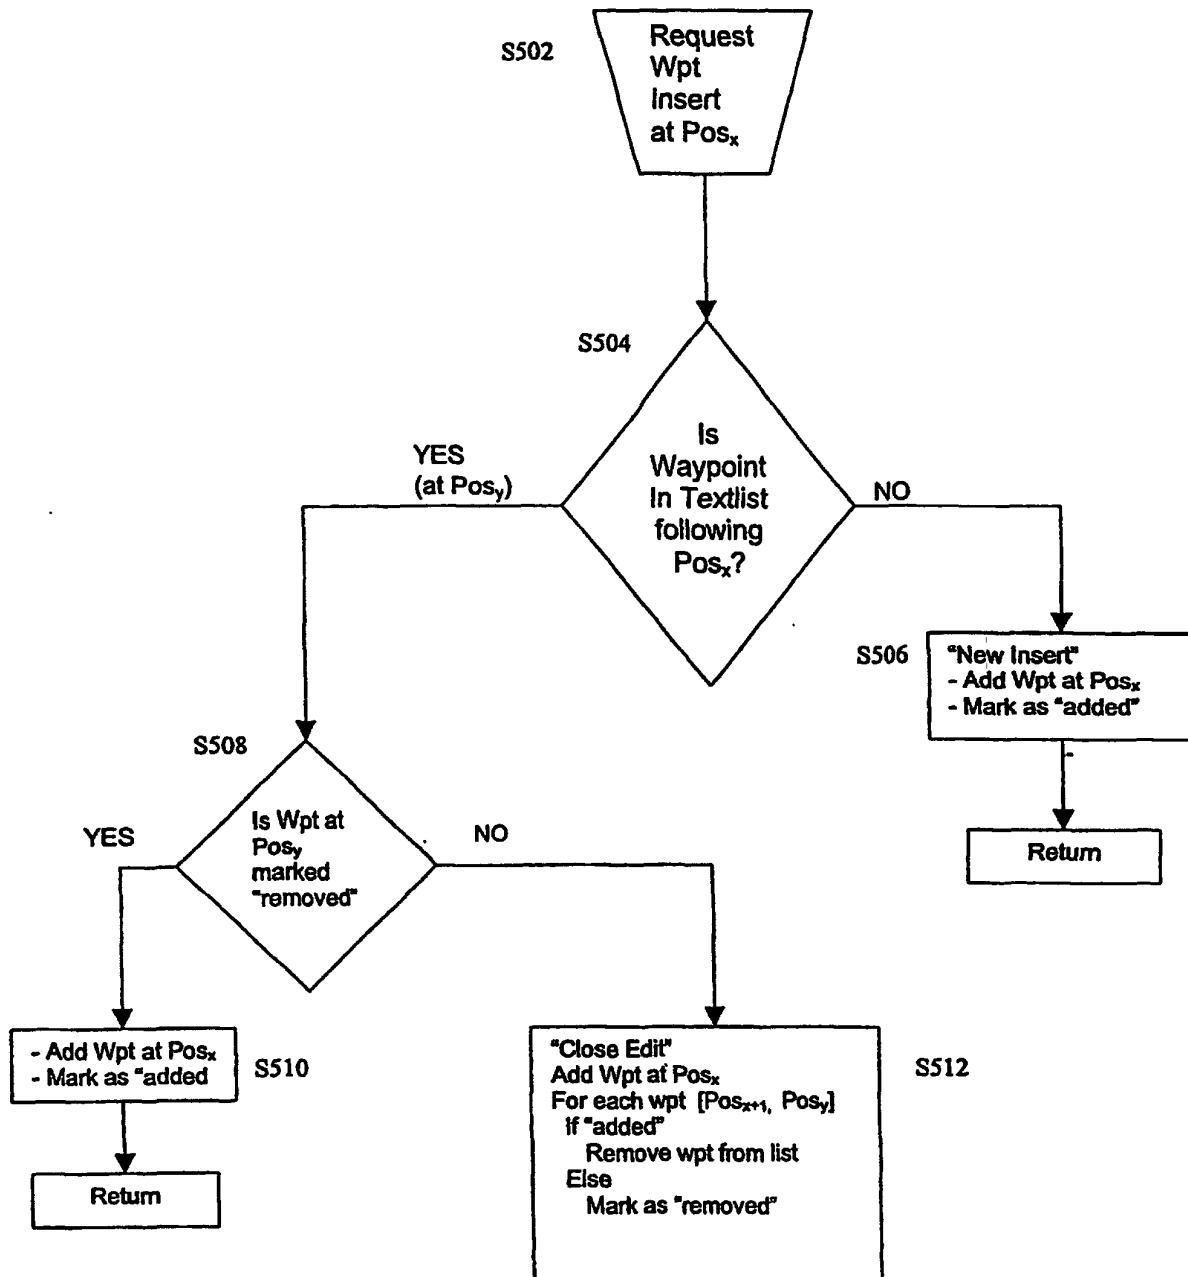 S502
Request
Wpt
Insert
at Posₓ
S504
Is
Waypoint
In Textlist
following
Posₓ?
YES
(at Posᵧ)
NO
S506
"New Insert"
- Add Wpt at Posₓ
- Mark as "added"
Return
S508
Is Wpt at
Posᵧ
marked
"removed"
YES
NO
- Add Wpt at Posₓ
- Mark as "added
S510
Return
"Close Edit"
Add Wpt at Posₓ
For each wpt [Posₓ₊₁, Posᵧ]
If "added"
Remove wpt from list
Else
Mark as "removed"
S512